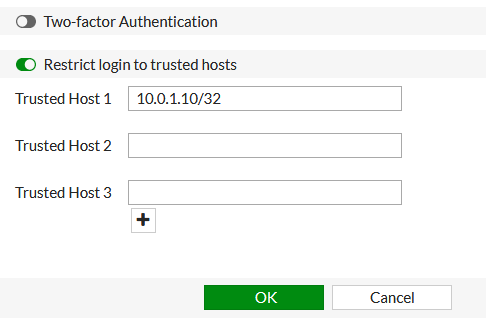 Two-factor Authentication
Restrict login to trusted hosts
Trusted Host 1 10.0.1.10/32
Trusted Host 2
Trusted Host 3
OK Cancel